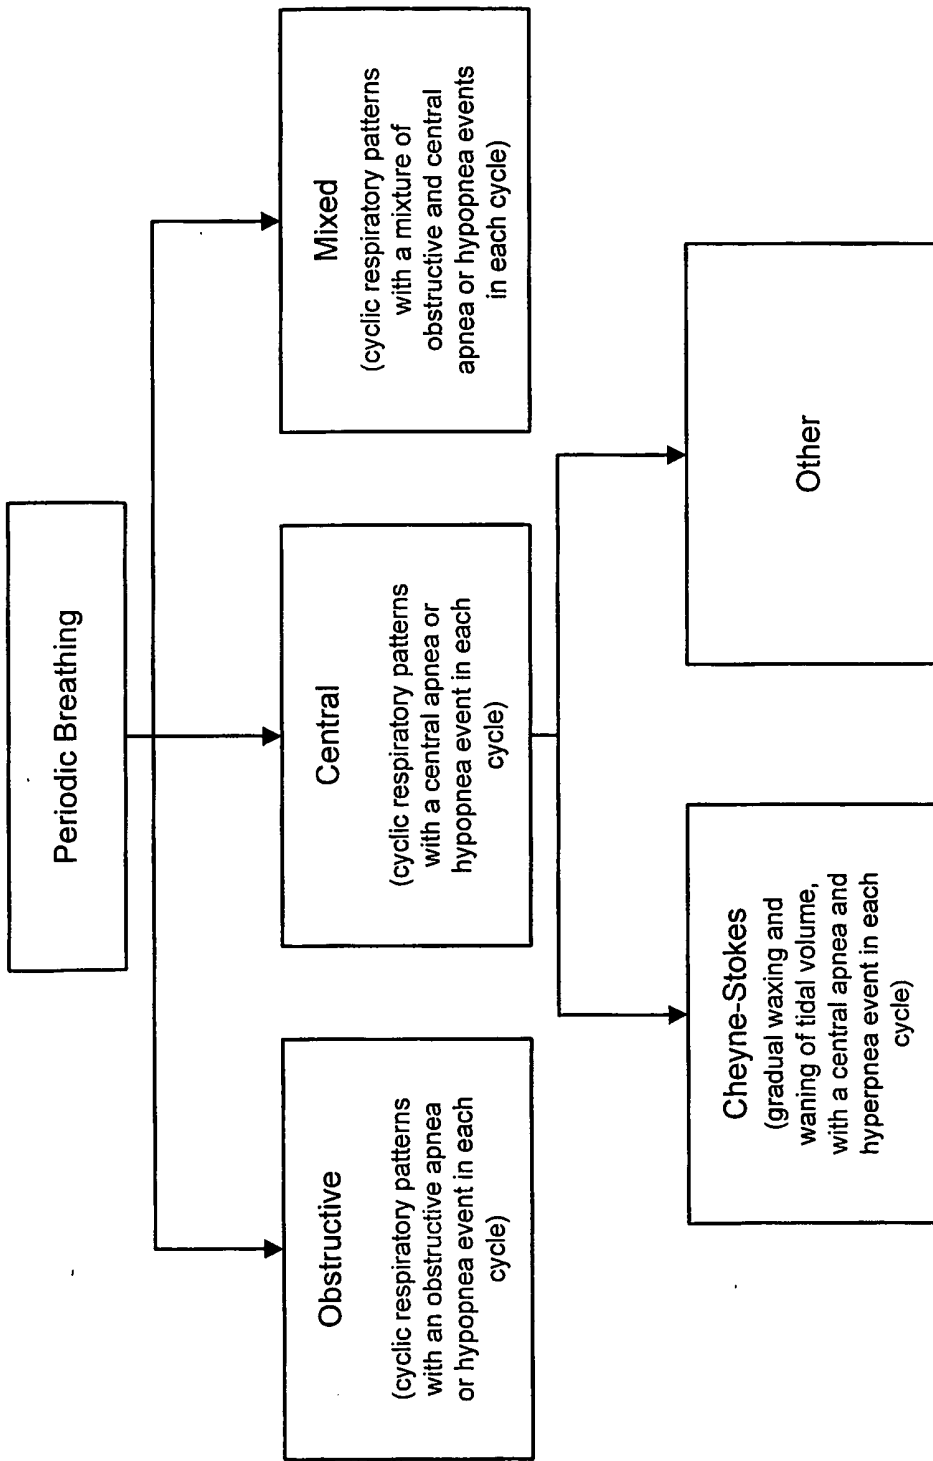 Periodic Breathing
Obstructive
(cyclic respiratory patterns
with an obstructive apnea
or hypopnea event in each
cycle)
Central
(cyclic respiratory patterns
with a central apnea or
hypopnea event in each
cycle)
Mixed
(cyclic respiratory patterns
with a mixture of
obstructive and central
apnea or hypopnea events
in each cycle)
Cheyne-Stokes
(gradual waxing and
waning of tidal volume,
with a central apnea and
hyperpnea event in each
cycle)
Other